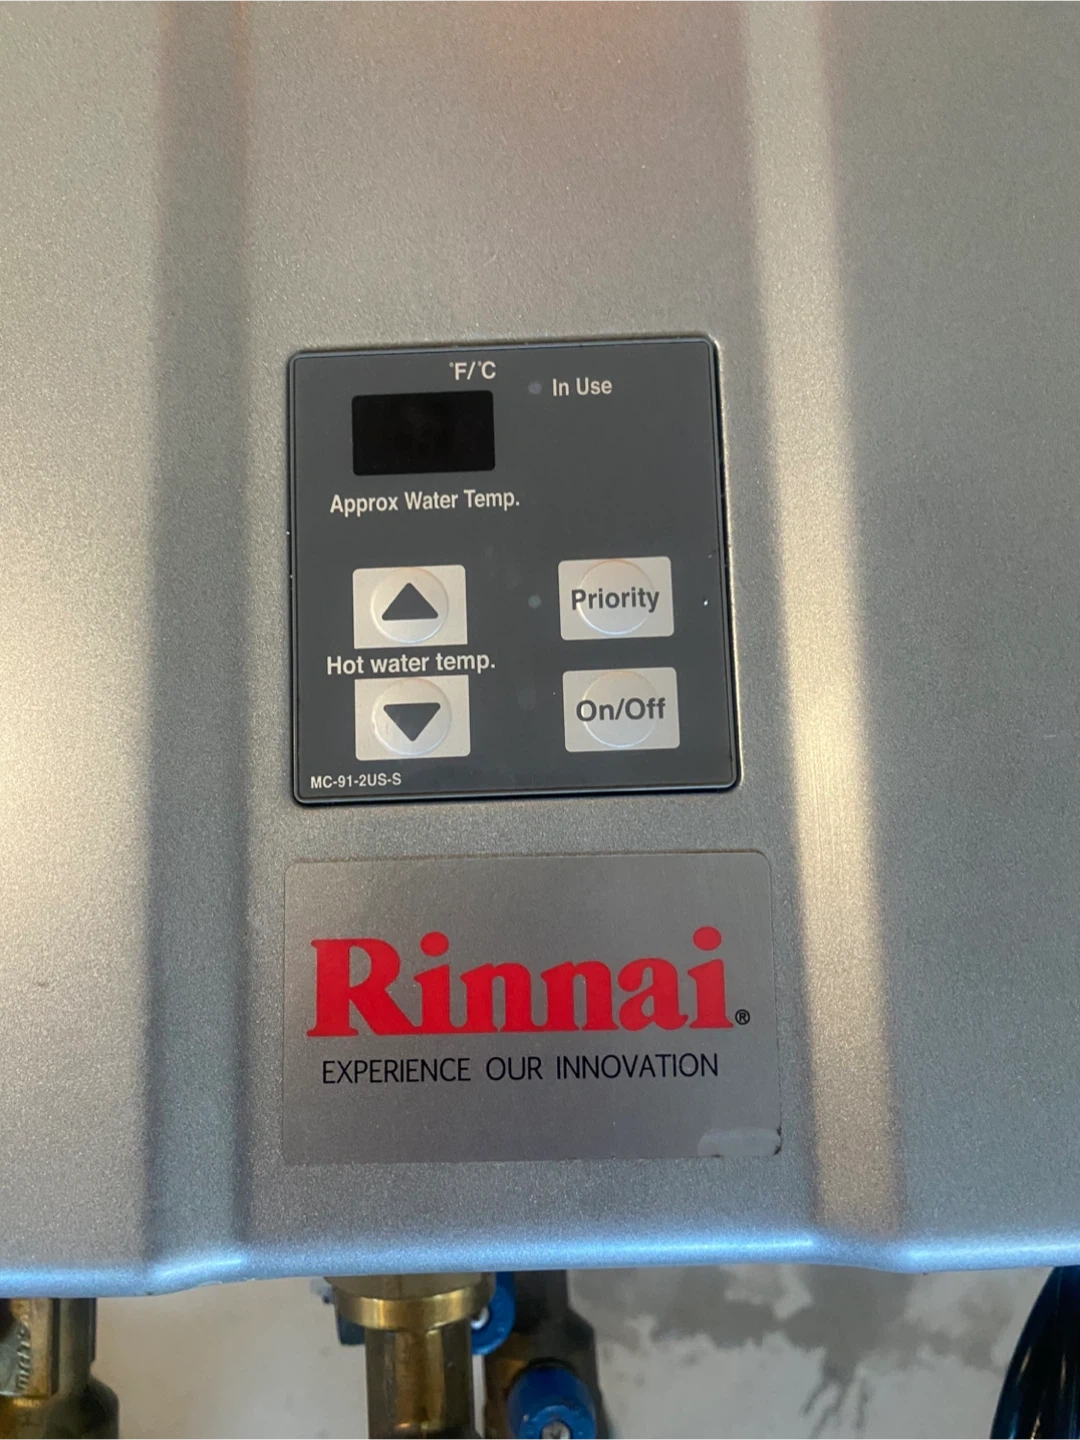 °F/°C
In Use
Approx Water Temp.
Priority
Hot water temp.
On/Off
MC-91-2US-S
Rinnai®
EXPERIENCE OUR INNOVATION